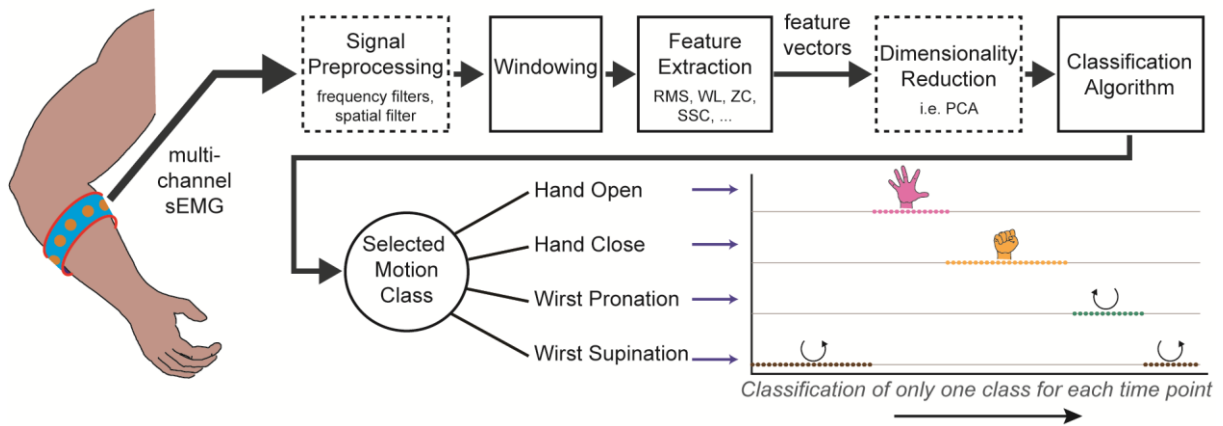 multi-
channel
sEMG
Signal
Preprocessing
frequency filters,
spatial filter
Windowing
Feature
Extraction
RMS, WL, ZC,
SSC, ...
feature
vectors
Dimensionality
Reduction
i.e. PCA
Classification
Algorithm
Selected
Motion
Class
Hand Open
Hand Close
Wirst Pronation
Wirst Supination
Classification of only one class for each time point